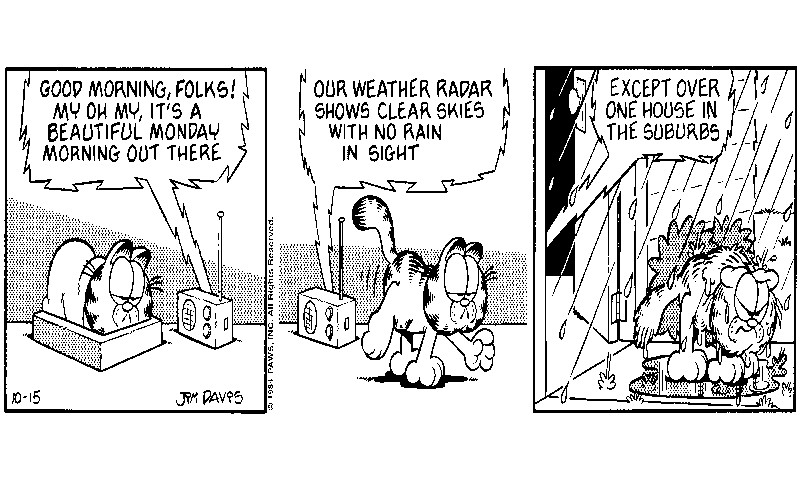 GOOD MORNING, FOLKS!
MY OH MY, IT'S A
BEAUTIFUL MONDAY
MORNING OUT THERE
10-15
JIM DAVIS
© 1984 PAWS, INC. All Rights Reserved.
OUR WEATHER RADAR
SHOWS CLEAR SKIES
WITH NO RAIN
IN SIGHT
EXCEPT OVER
ONE HOUSE IN
THE SUBURBS